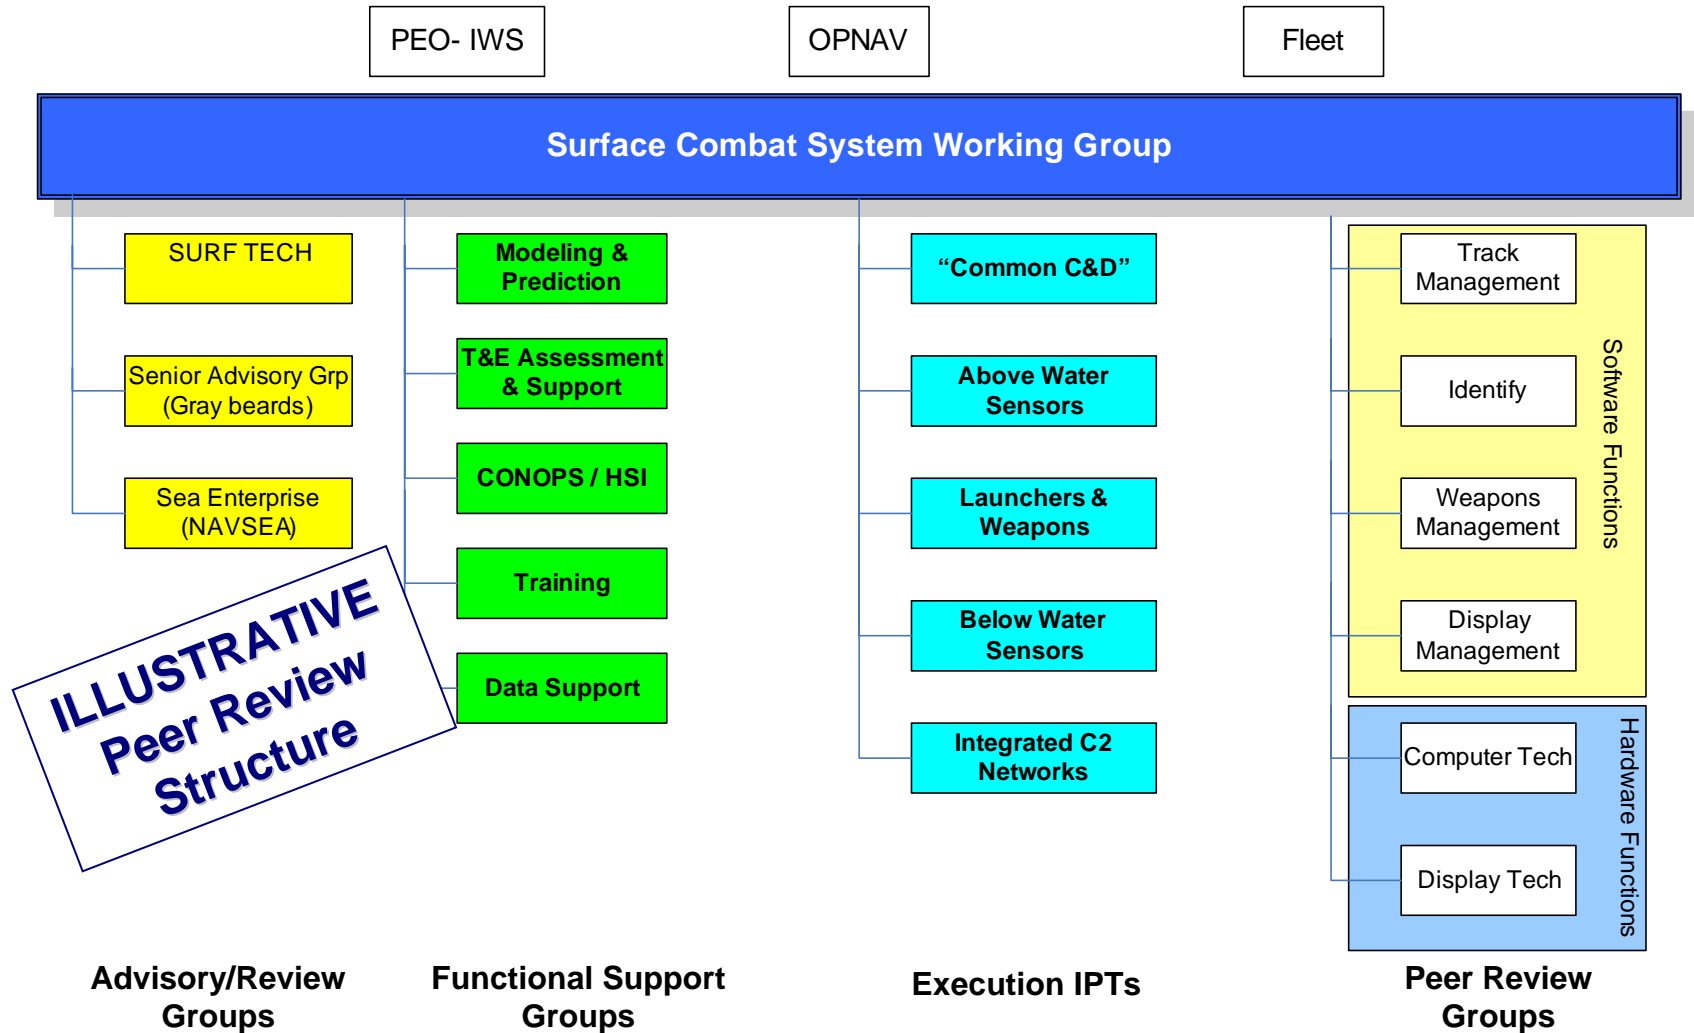 PEO- IWS
OPNAV
Fleet
Surface Combat System Working Group
SURF TECH
Senior Advisory Grp
(Gray beards)
Sea Enterprise
(NAVSEA)
ILLUSTRATIVE
Peer Review
Structure
Advisory/Review
Groups
Modeling &
Prediction
T&E Assessment
& Support
CONOPS / HSI
Training
Data Support
Functional Support
Groups
“Common C&D”
Above Water
Sensors
Launchers &
Weapons
Below Water
Sensors
Integrated C2
Networks
Execution IPTs
Track
Management
Identify
Weapons
Management
Display
Management
Software Functions
Computer Tech
Display Tech
Hardware Functions
Peer Review
Groups